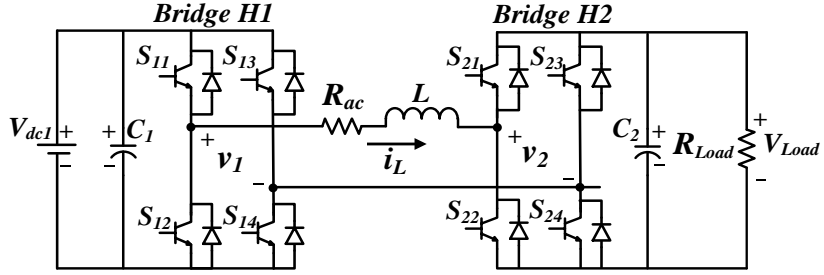 Bridge H1
Bridge H2
S11
S13
S21
S23
Rac
L
Vdc1
+
−
+
−
C1
+
v1
−
iL
+
v2
−
C2
+
−
RLoad
+
VLoad
−
S12
S14
S22
S24